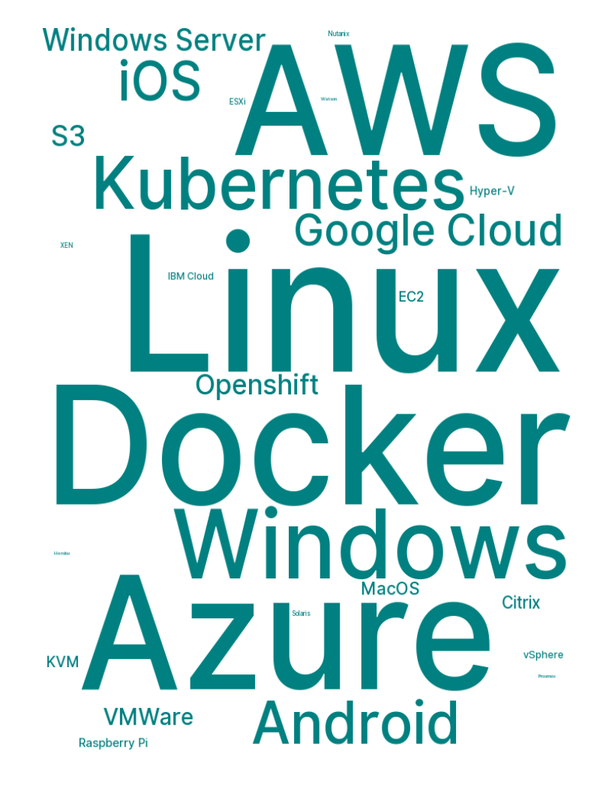 Windows Server
Nutanix
iOS
AWS
ESXi
S3
Kubernetes
Hyper-V
Google Cloud
XEN
Linux
IBM Cloud
EC2
Openshift
Docker
Windows
MacOS
Azure
Citrix
Solaris
KVM
vSphere
Android
VMWare
Raspberry Pi